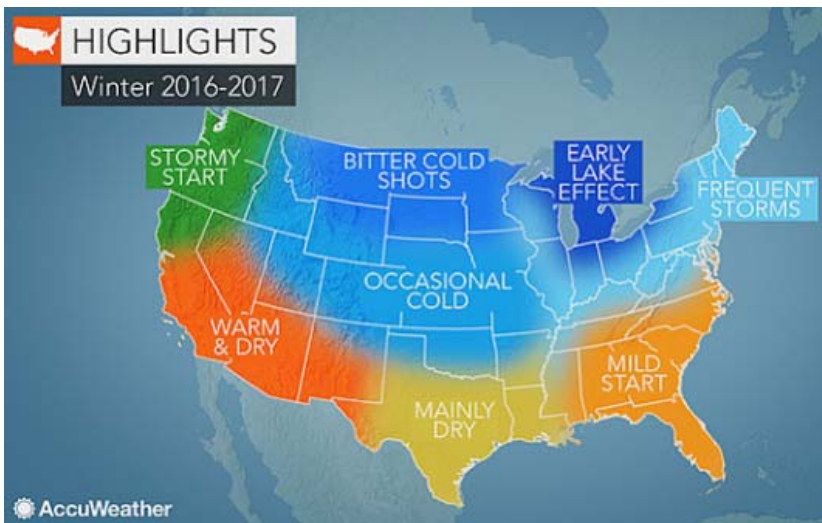 HIGHLIGHTS
Winter 2016-2017
STORMY
START
BITTER COLD
SHOTS
EARLY
LAKE
EFFECT
FREQUENT
STORMS
OCCASIONAL
COLD
WARM
& DRY
MILD
START
MAINLY
DRY
AccuWeather